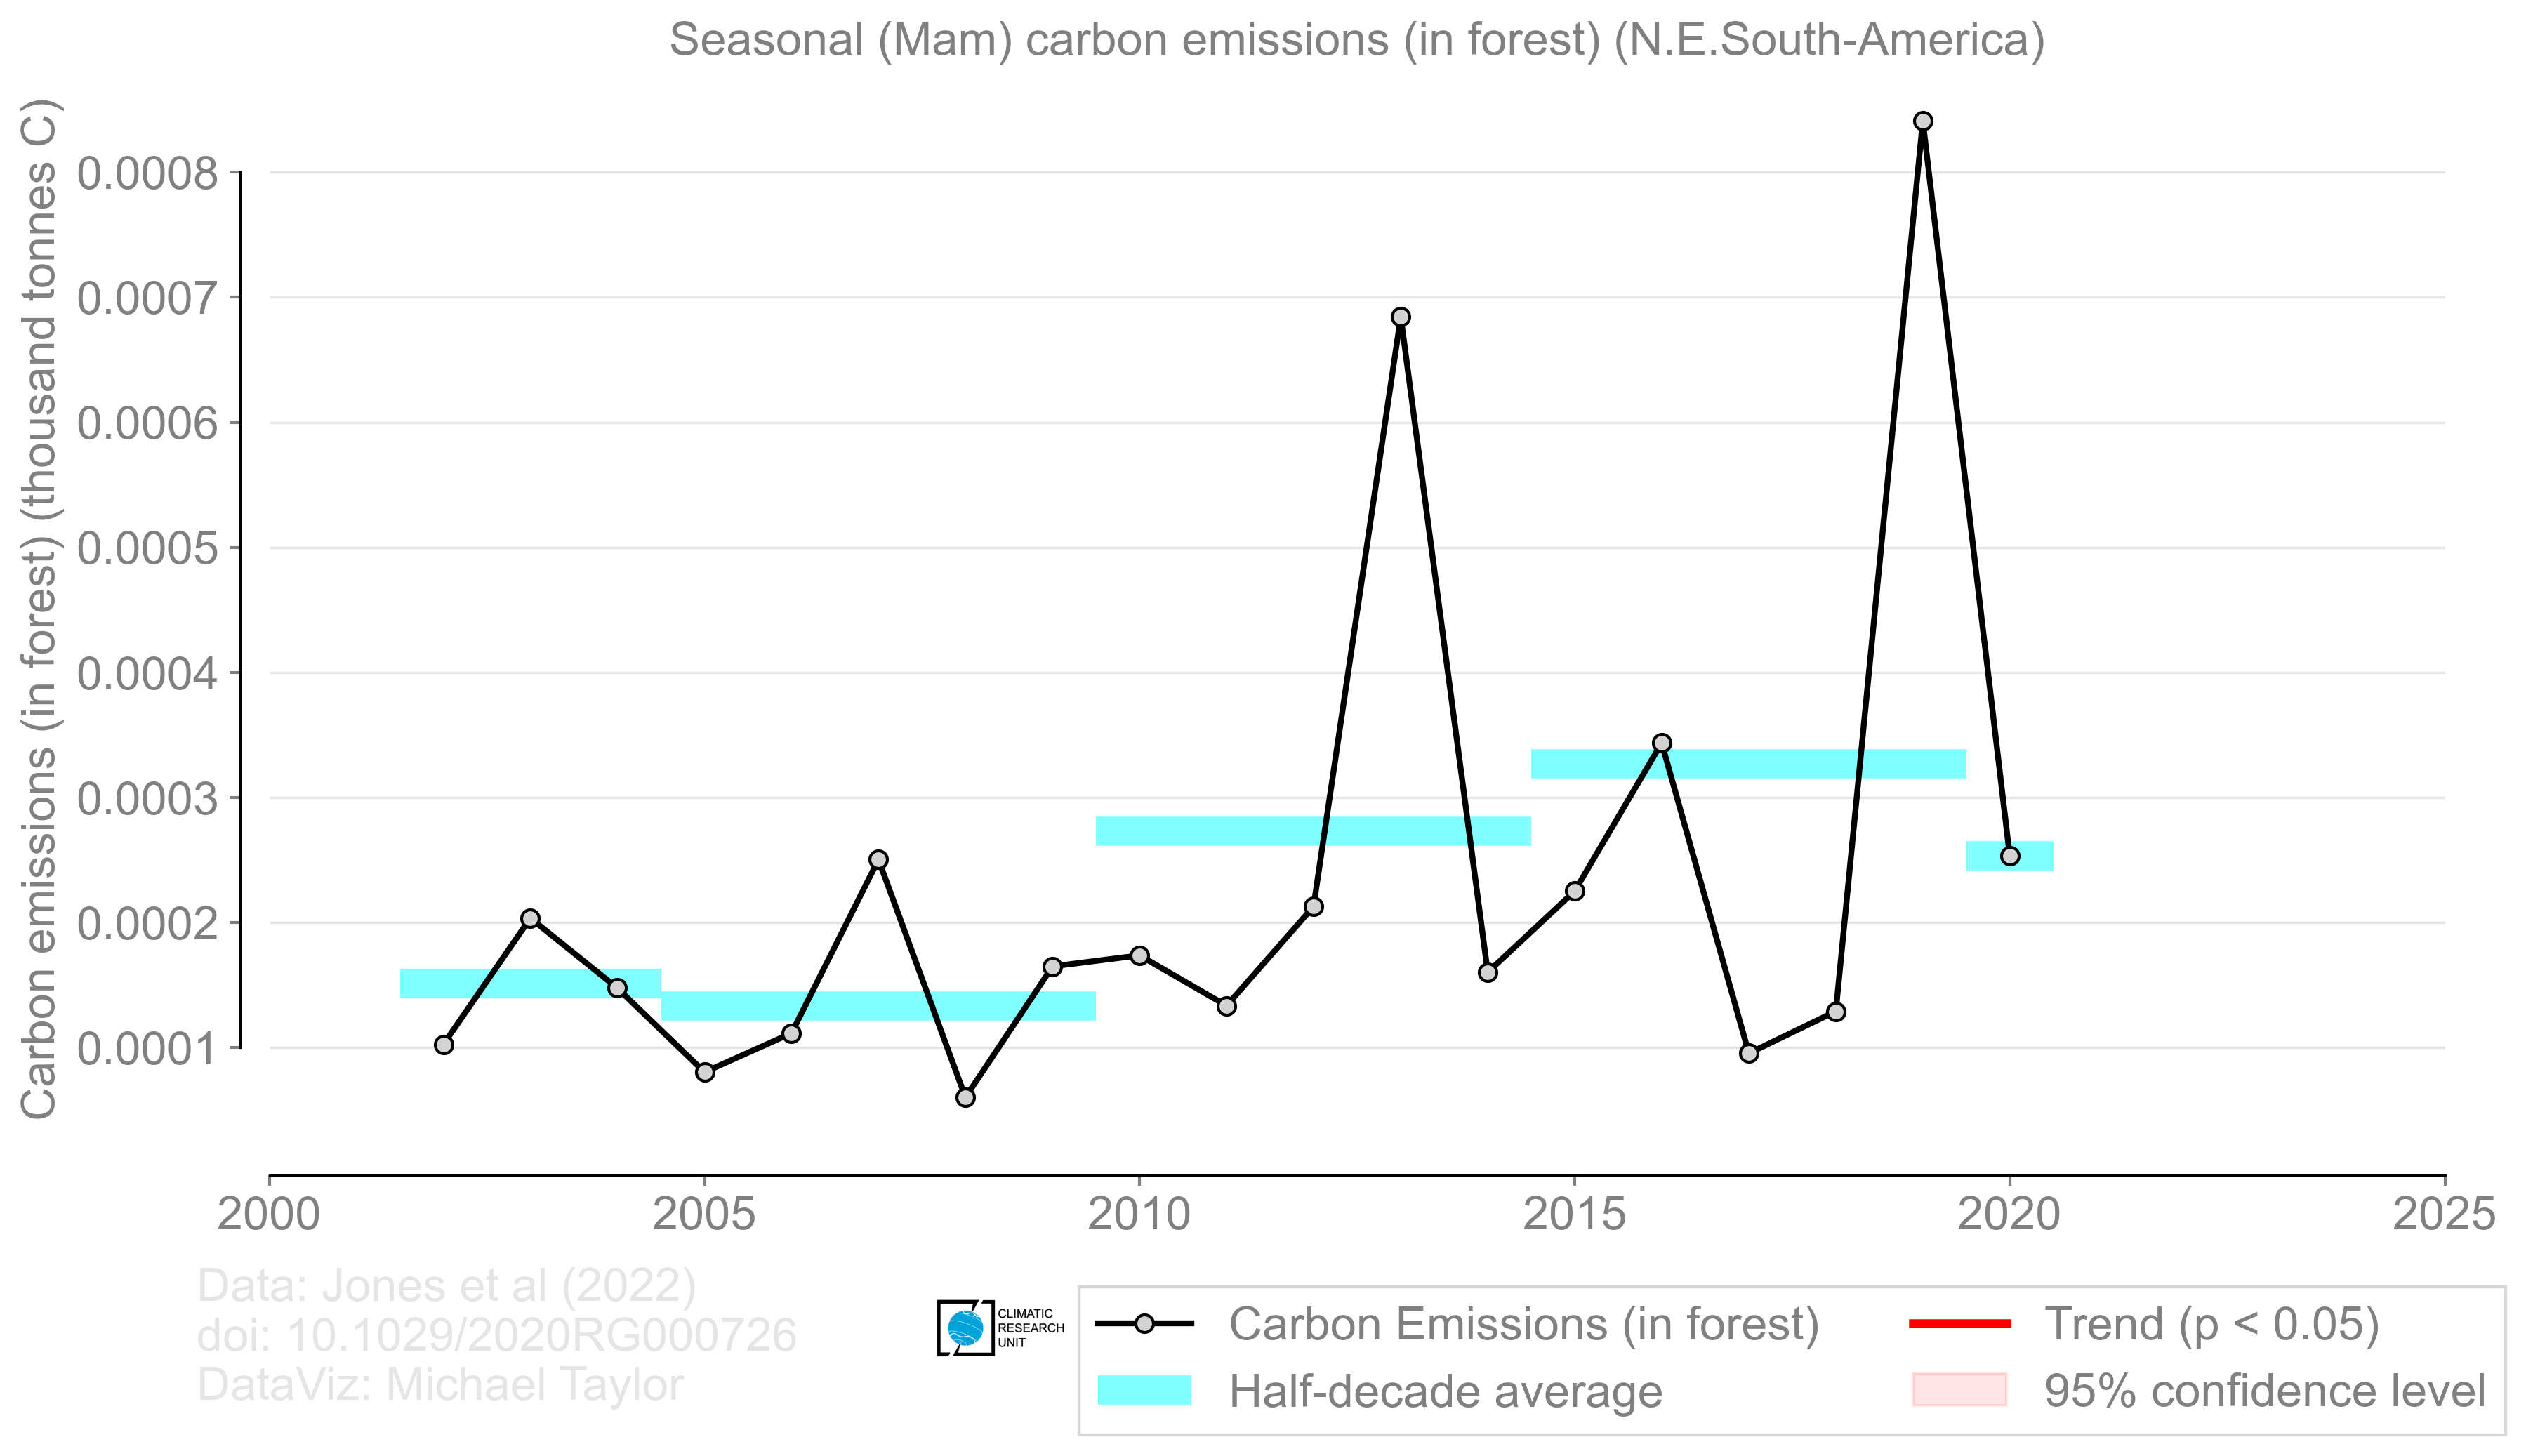 Seasonal (Mam) carbon emissions (in forest) (N.E.South-America)
Carbon emissions (in forest) (thousand tonnes C)
0.0008
0.0007
0.0006
0.0005
0.0004
0.0003
0.0002
0.0001
2000 2005 2010 2015 2020 2025
Data: Jones et al (2022)
doi: 10.1029/2020RG000726
DataViz: Michael Taylor
CLIMATIC
RESEARCH
UNIT
Carbon Emissions (in forest)
Half-decade average
Trend (p < 0.05)
95% confidence level